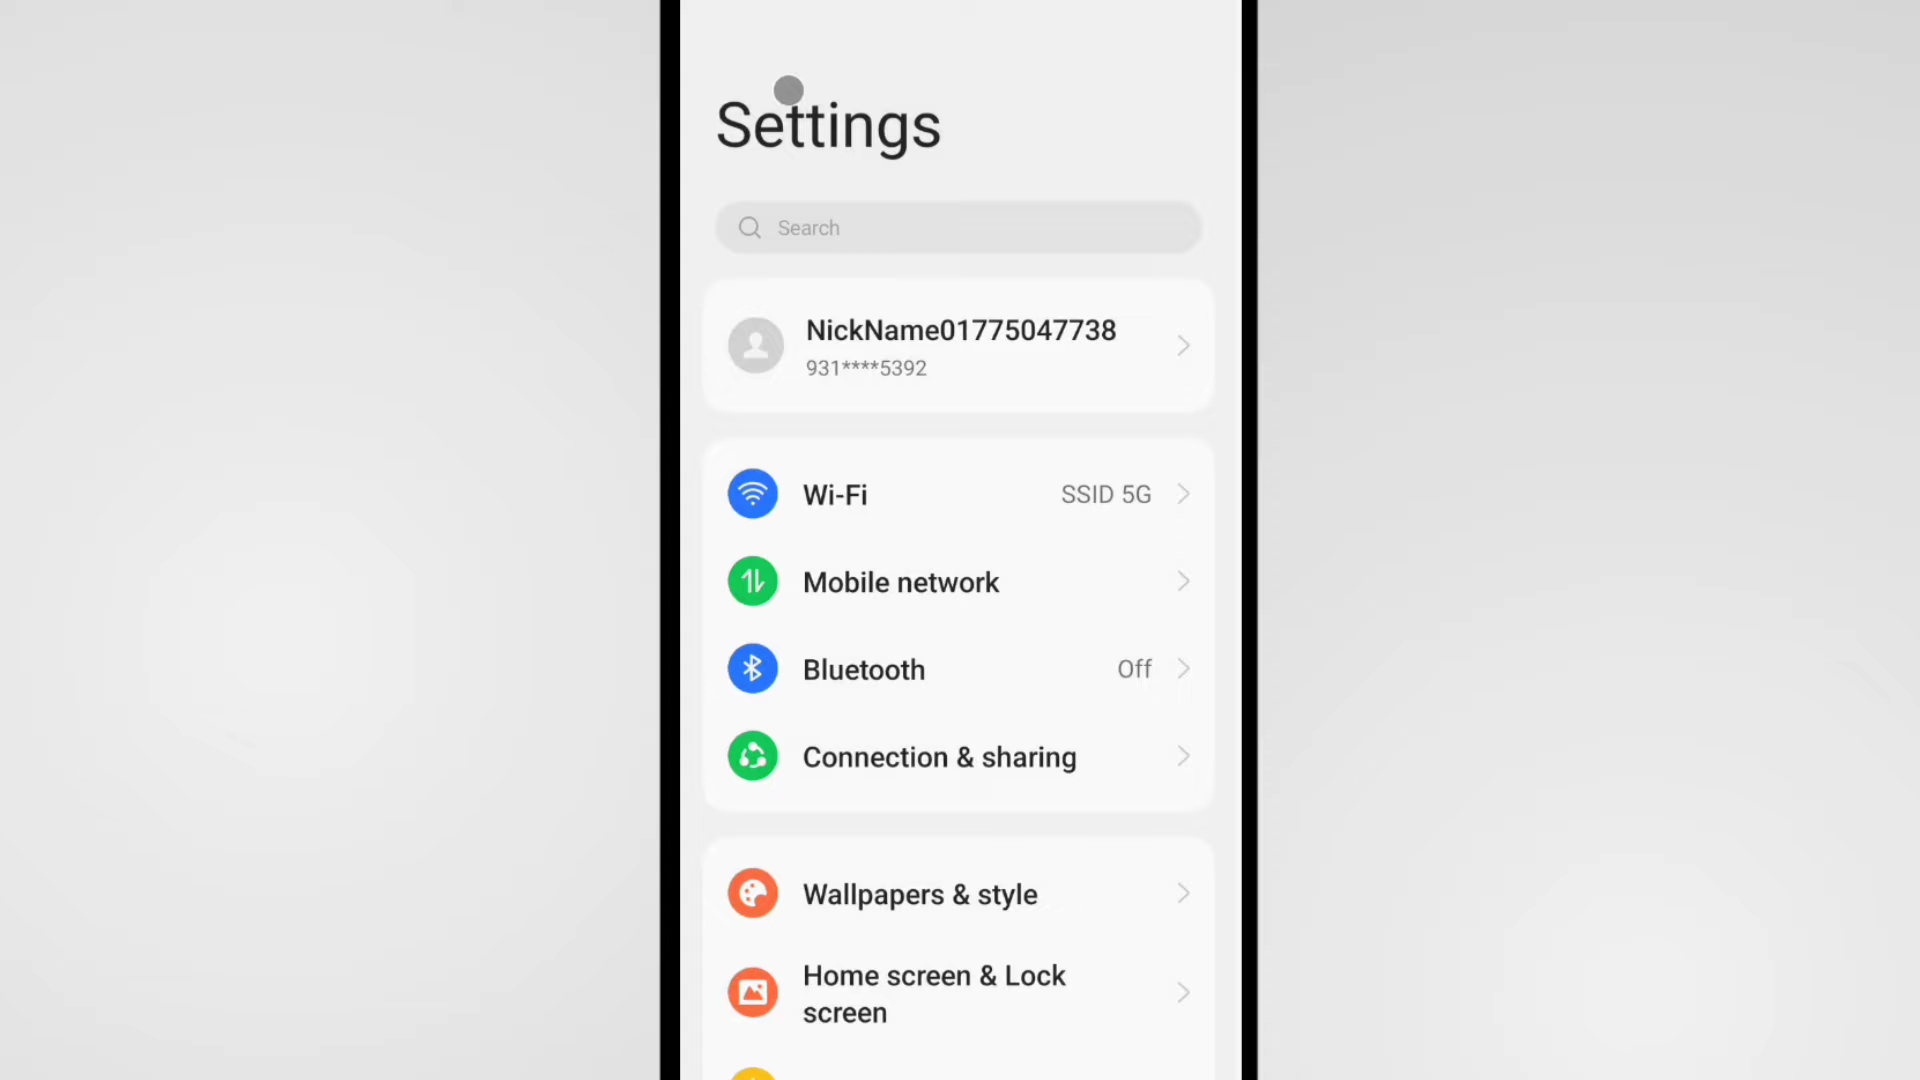 Settings
Search
NickName01775047738
931****5392
Wi-Fi
SSID 5G
Mobile network
Bluetooth
Off
Connection & sharing
Wallpapers & style
Home screen & Lock
screen